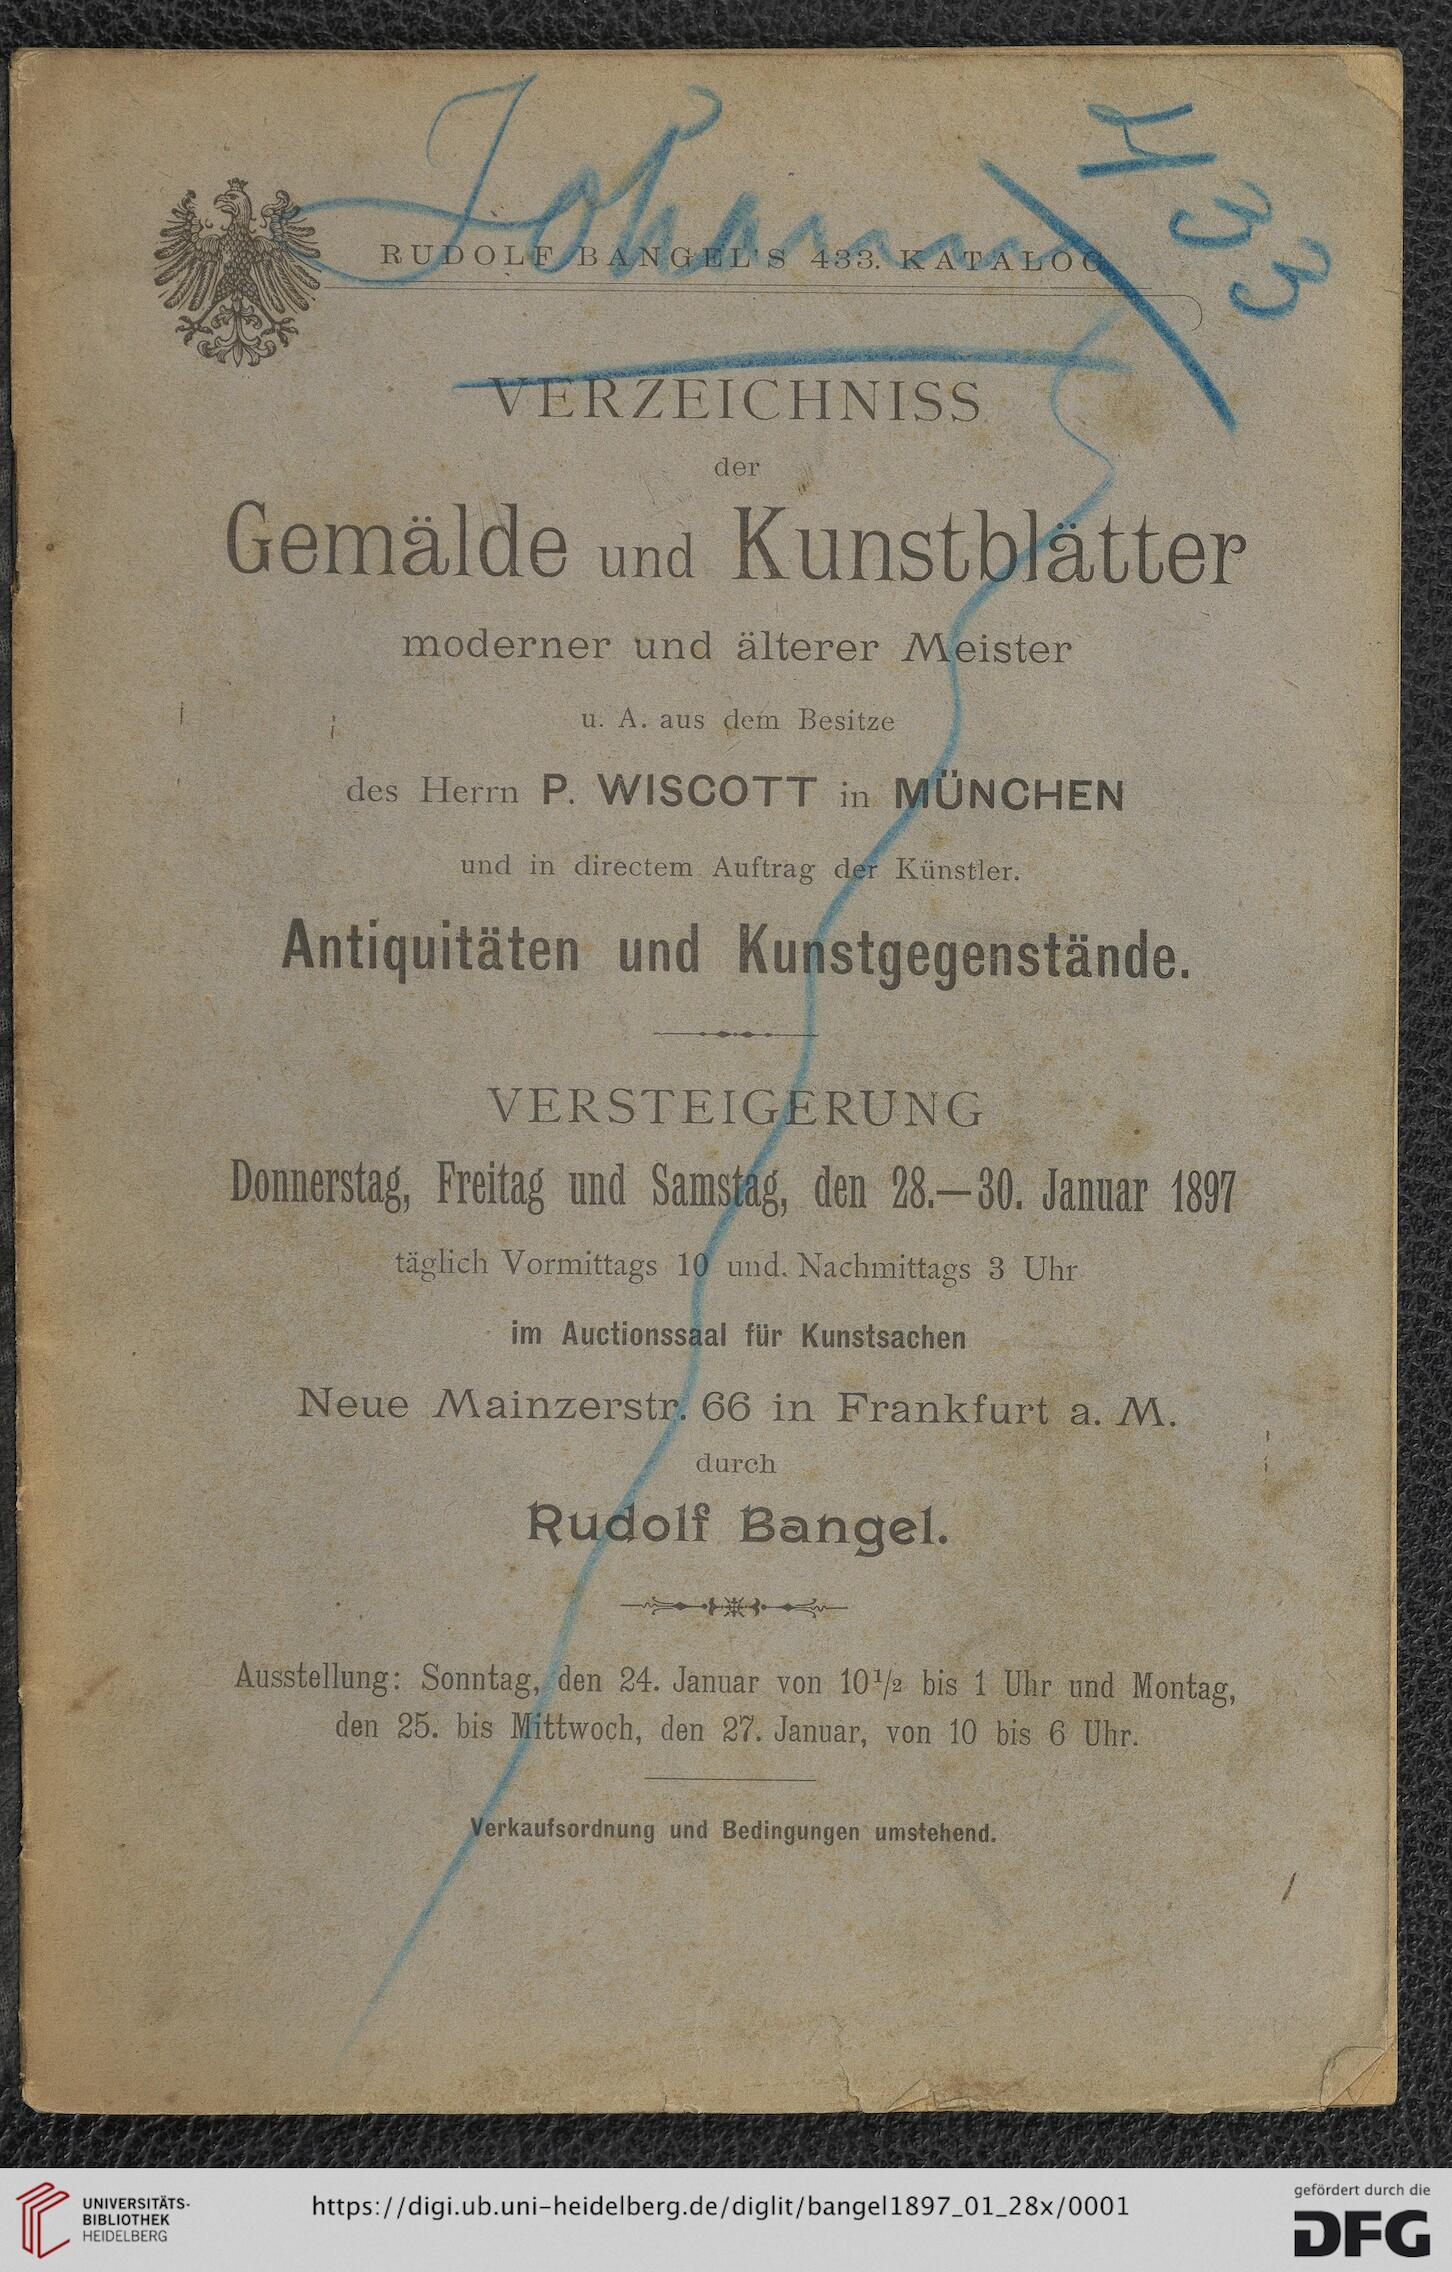 Johann
433
RUDOLF BANGEL'S 433. KATALOG
VERZEICHNISS
der
Gemälde und Kunstblätter
moderner und älterer Meister
u. A. aus dem Besitze
des Herrn P. WISCOTT in MÜNCHEN
und in directem Auftrag der Künstler.
Antiquitäten und Kunstgegenstände.
VERSTEIGERUNG
Donnerstag, Freitag und Samstag, den 28.—30. Januar 1897
täglich Vormittags 10 und. Nachmittags 3 Uhr
im Auctionssaal für Kunstsachen
Neue Mainzerstr. 66 in Frankfurt a. M.
durch
Rudolf Bangel.
Ausstellung: Sonntag, den 24. Januar von 10½ bis 1 Uhr und Montag,
den 25. bis Mittwoch, den 27. Januar, von 10 bis 6 Uhr.
Verkaufsordnung und Bedingungen umstehend.
UNIVERSITÄTS-
BIBLIOTHEK
HEIDELBERG
https://digi.ub.uni-heidelberg.de/diglit/bangel1897_01_28x/0001
gefördert durch die
DFG